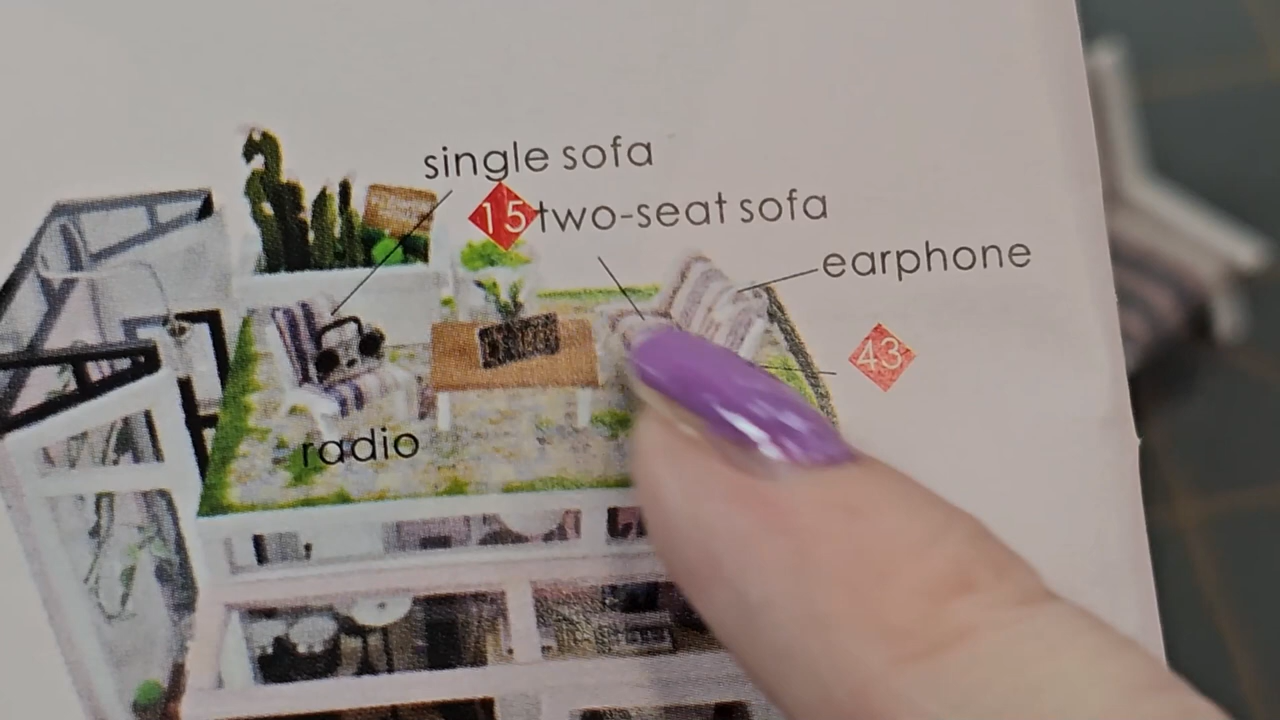 single sofa
15 two-seat sofa
earphone
43
radio